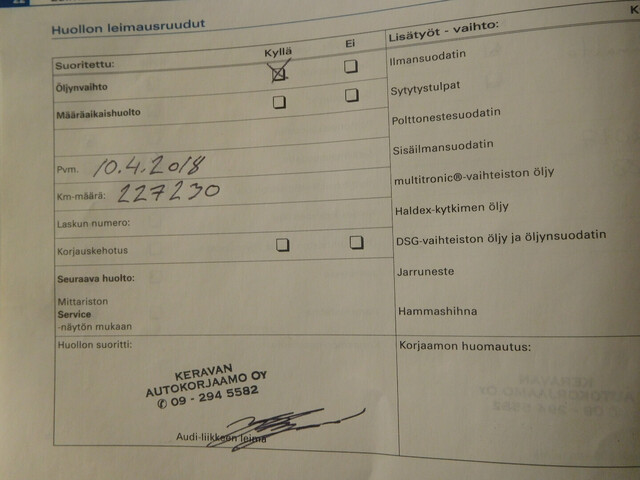 Huollon leimausruudut
Suoritettu:
Kyllä
Ei
Öljynvaihto
Määräaikaishuolto
Pvm. 10.4.2018
Km-määrä: 227230
Laskun numero:
Korjauskehotus
Seuraava huolto:
Mittariston
Service
-näytön mukaan
Huollon suoritti:
KERAVAN
AUTOKORJAAMO OY
✆ 09 - 294 5582
Audi-liikkeen leima
Lisätyöt - vaihto:
K
Ilmansuodatin
Sytytystulpat
Polttonestesuodatin
Sisäilmansuodatin
multitronic®-vaihteiston öljy
Haldex-kytkimen öljy
DSG-vaihteiston öljy ja öljynsuodatin
Jarruneste
Hammashihna
Korjaamon huomautus: